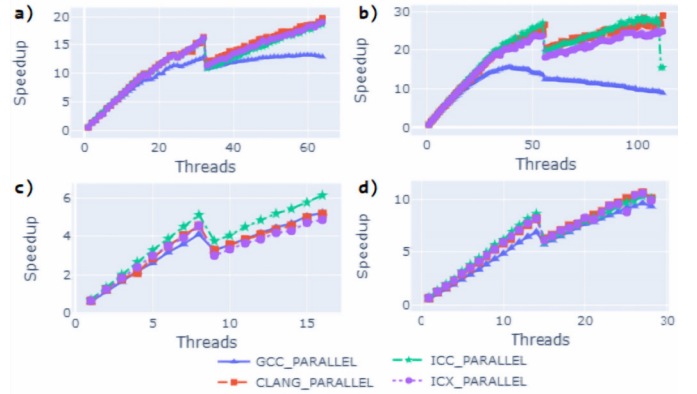 a)
20
15
10
5
0
Speedup
0
20
40
60
Threads
b)
30
20
10
0
Speedup
0
50
100
Threads
c)
6
4
2
0
Speedup
0
5
10
15
Threads
d)
10
5
0
Speedup
0
10
20
30
Threads
GCC_PARALLEL
ICC_PARALLEL
CLANG_PARALLEL
ICX_PARALLEL